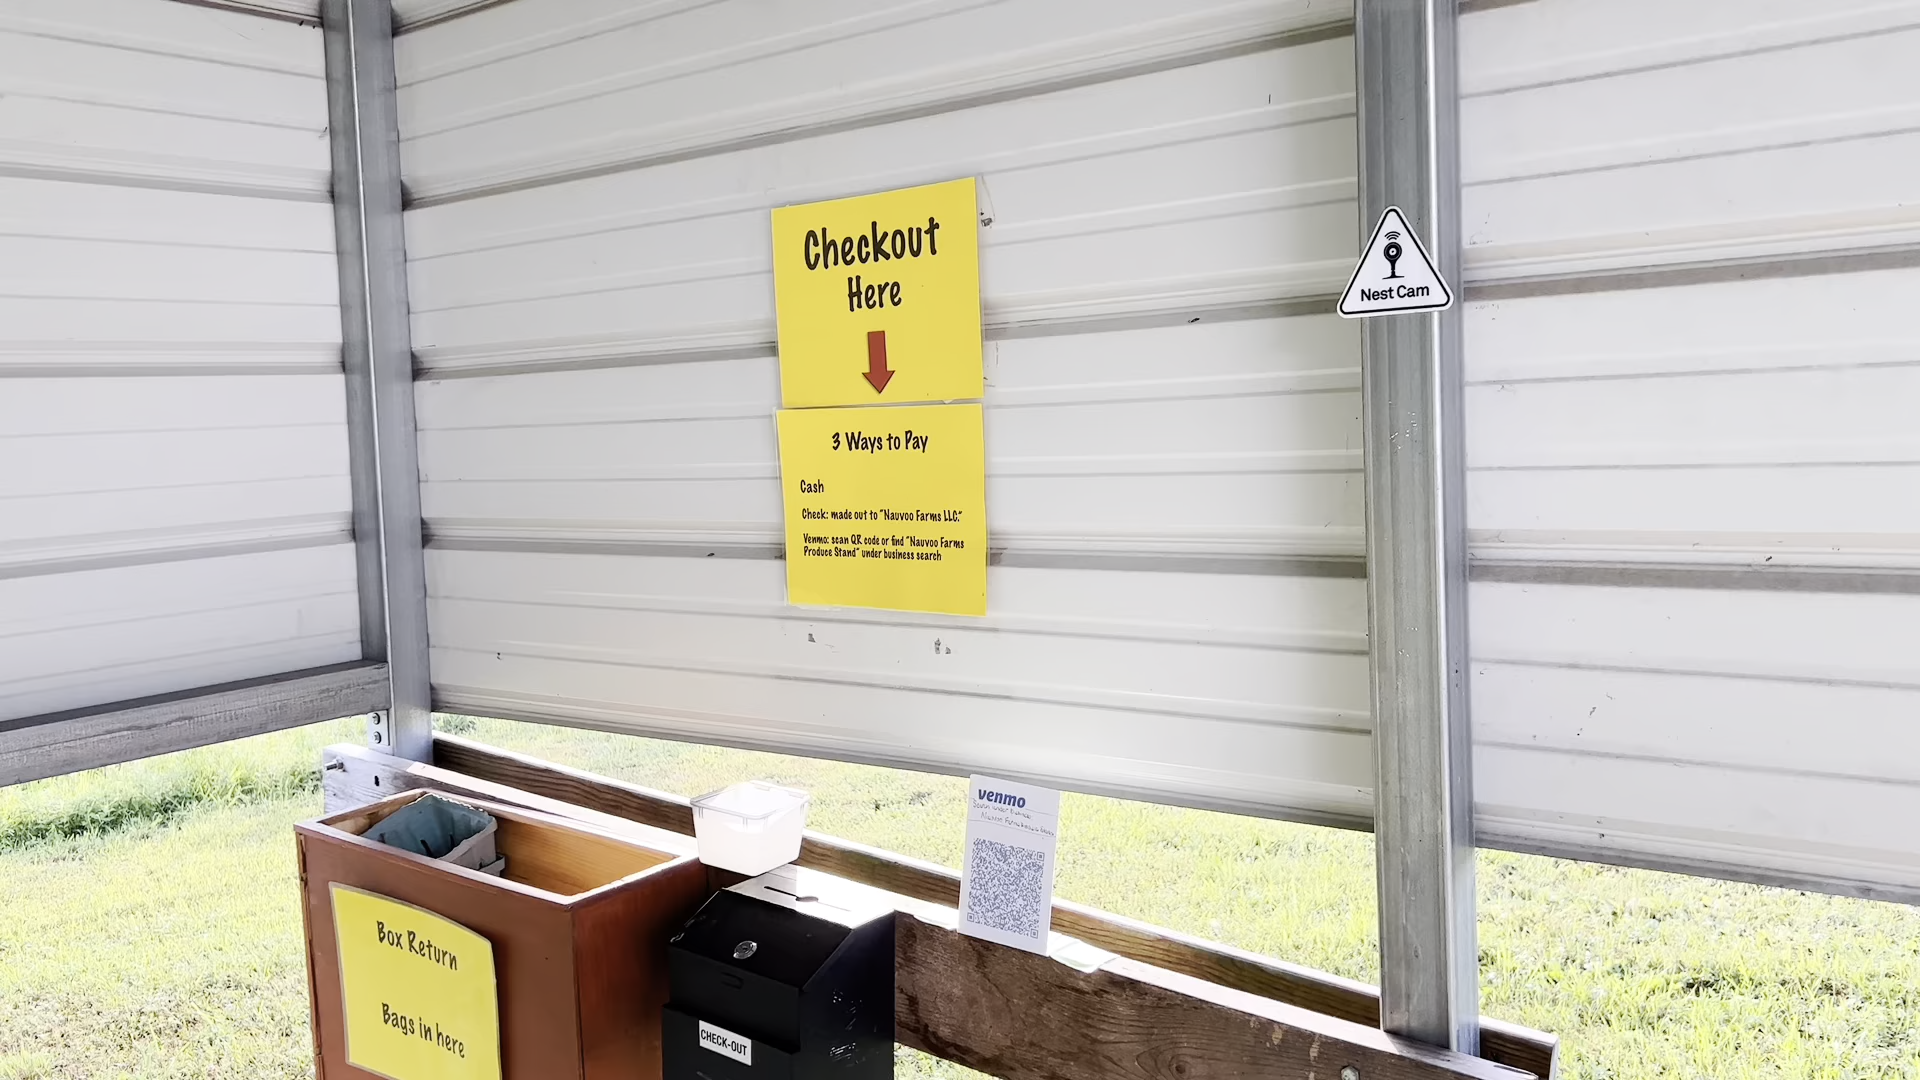 Checkout
Here
3 Ways to Pay
Cash
Check: made out to "Nauvoo Farms LLC."
Venmo: scan QR code or find "Nauvoo Farms
Produce Stand" under business search
Nest Cam
venmo
Box Return
Bags in here
CHECK-OUT